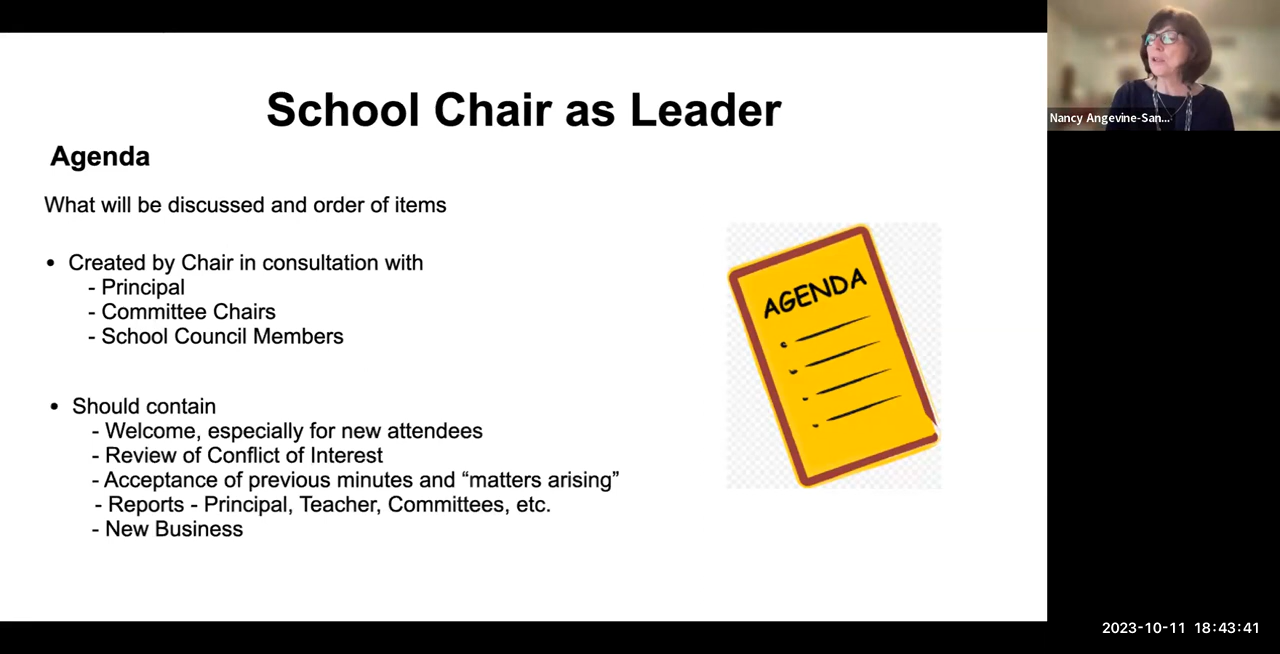 School Chair as Leader
Agenda
What will be discussed and order of items
• Created by Chair in consultation with
- Principal
- Committee Chairs
- School Council Members
• Should contain
- Welcome, especially for new attendees
- Review of Conflict of Interest
- Acceptance of previous minutes and “matters arising”
- Reports - Principal, Teacher, Committees, etc.
- New Business
AGENDA
Nancy Angevine-San...
2023-10-11 18:43:41